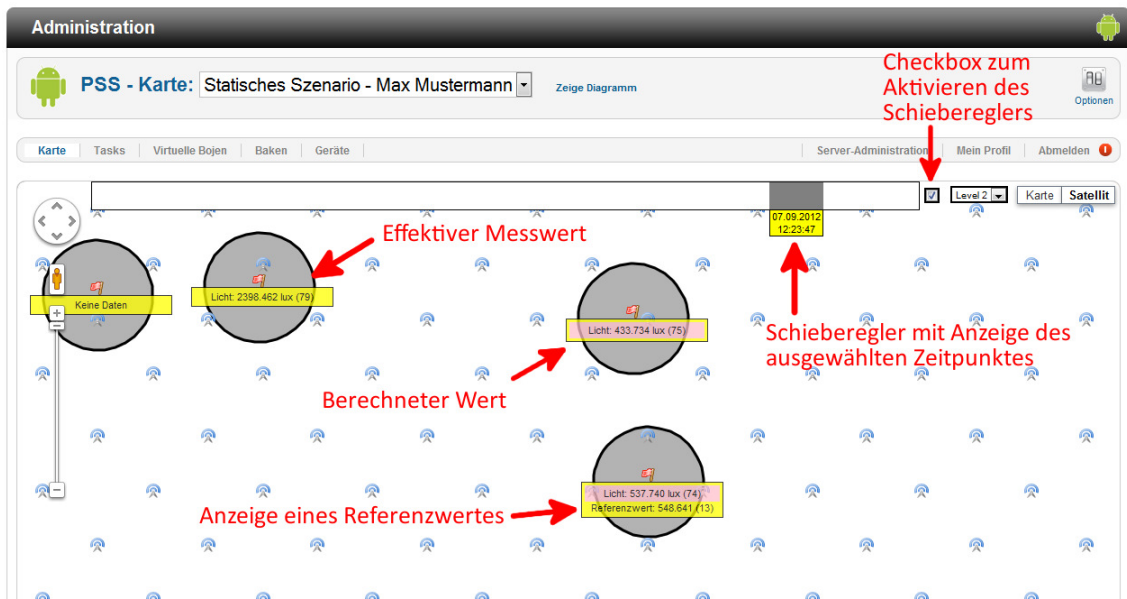 Administration
PSS - Karte: Statisches Szenario - Max Mustermann
Zeige Diagramm
Checkbox zum
Aktivieren des
Schiebereglers
Optionen
Karte Tasks Virtuelle Bojen Baken Geräte Server-Administration Mein Profil Abmelden
Level 2 Karte Satellit
07.09.2012
12:23:47
Effektiver Messwert
Keine Daten
Licht: 2398.462 lux (79)
Licht: 433.734 lux (75)
Schieberegler mit Anzeige des
ausgewählten Zeitpunktes
Berechneter Wert
Licht: 537.740 lux (74)
Referenzwert: 548.641 (13)
Anzeige eines Referenzwertes